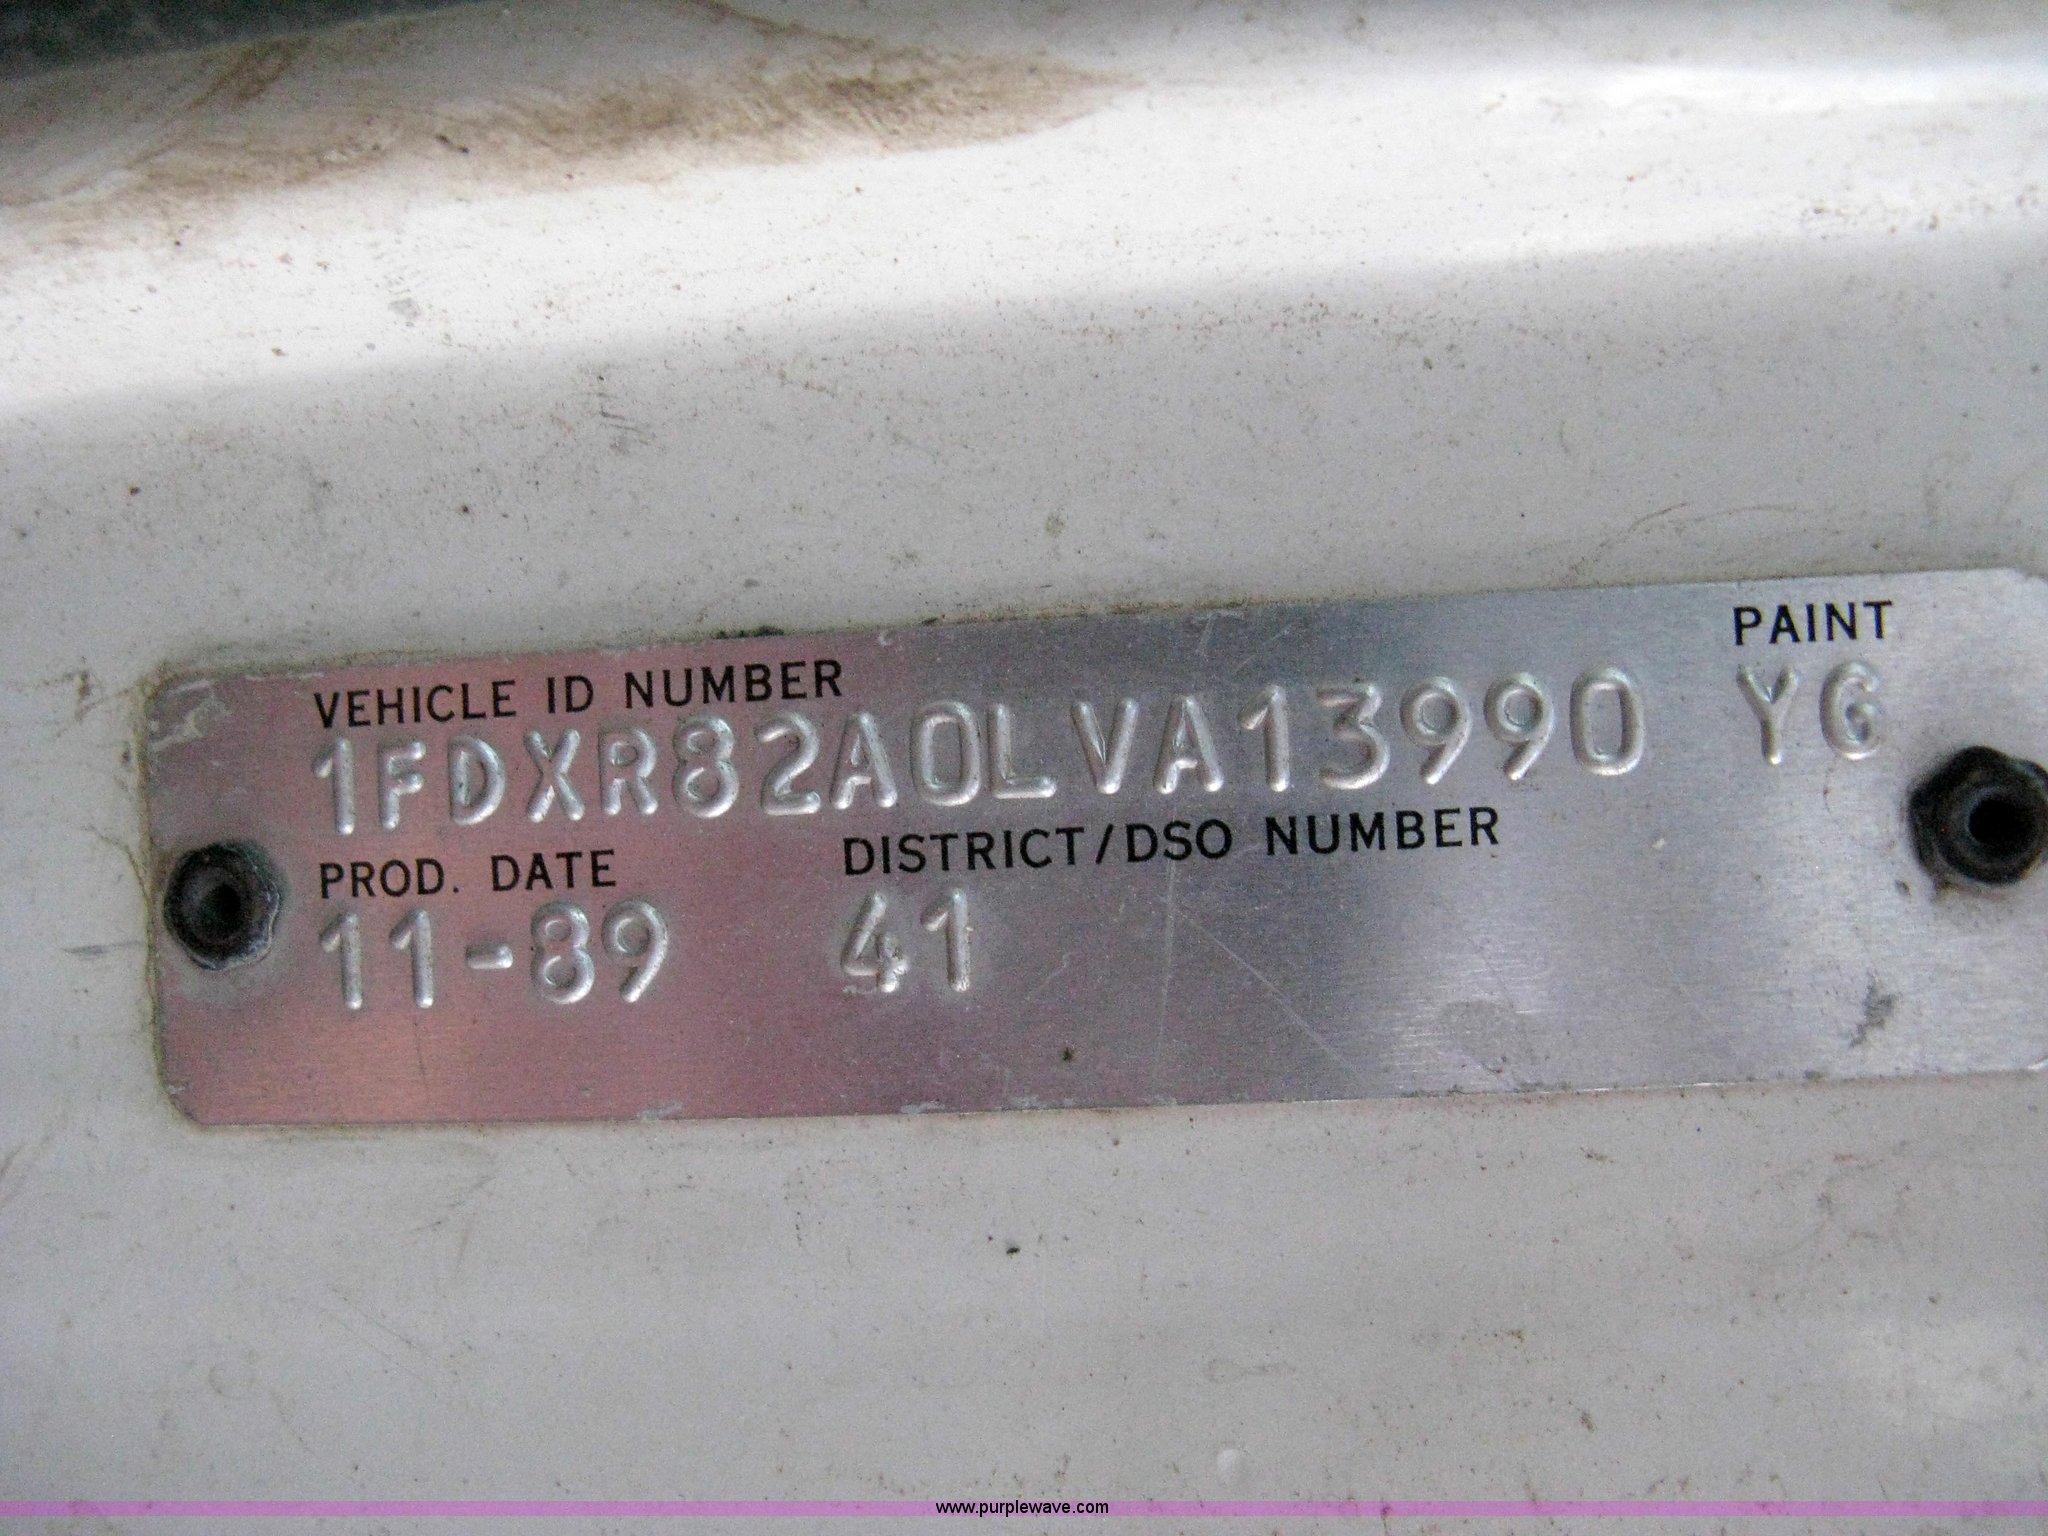 PAINT
VEHICLE ID NUMBER
1FDXR82A0LVA13990 YG
PROD. DATE DISTRICT/DSO NUMBER
11-89 41
www.purplewave.com